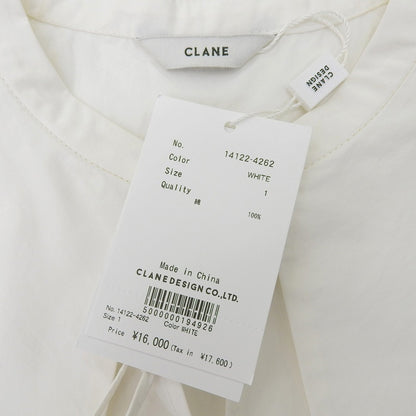 CLANE
CLANE
DESIGN
No. 14122-4262
Color WHITE
Size 1
Quality
綿 100%
Made in China
CLANE DESIGN CO.,LTD.
5000000194926
No. 14122-4262 Color WHITE
Size 1
Price ¥16,000 (Tax in ¥17,600)